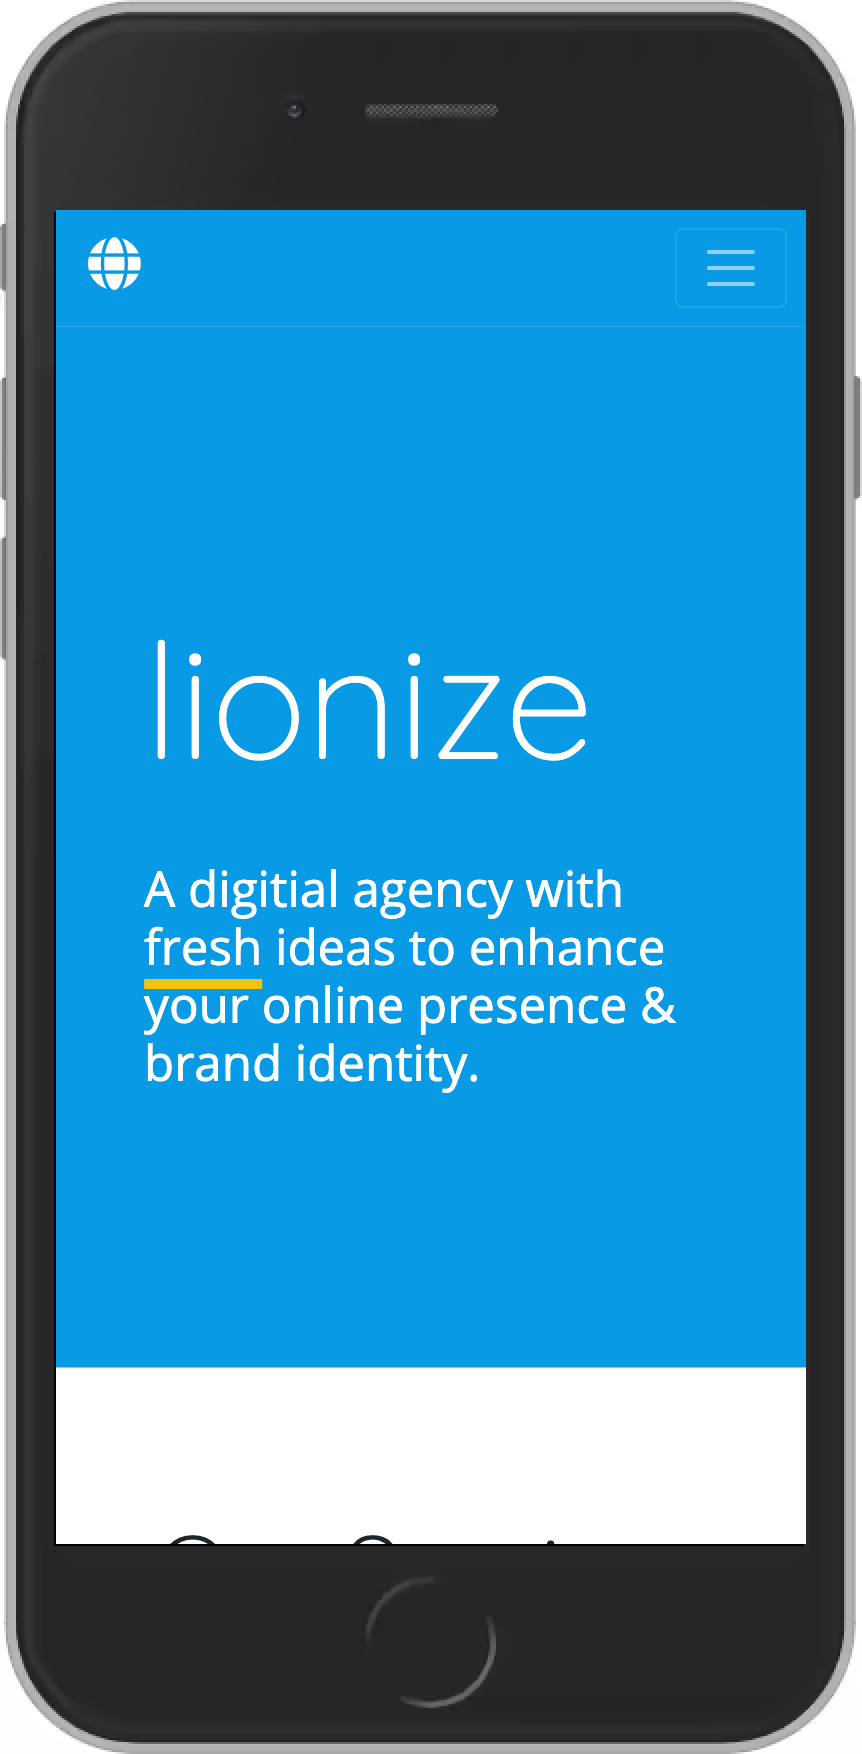 lionize
A digitial agency with
fresh ideas to enhance
your online presence &
brand identity.